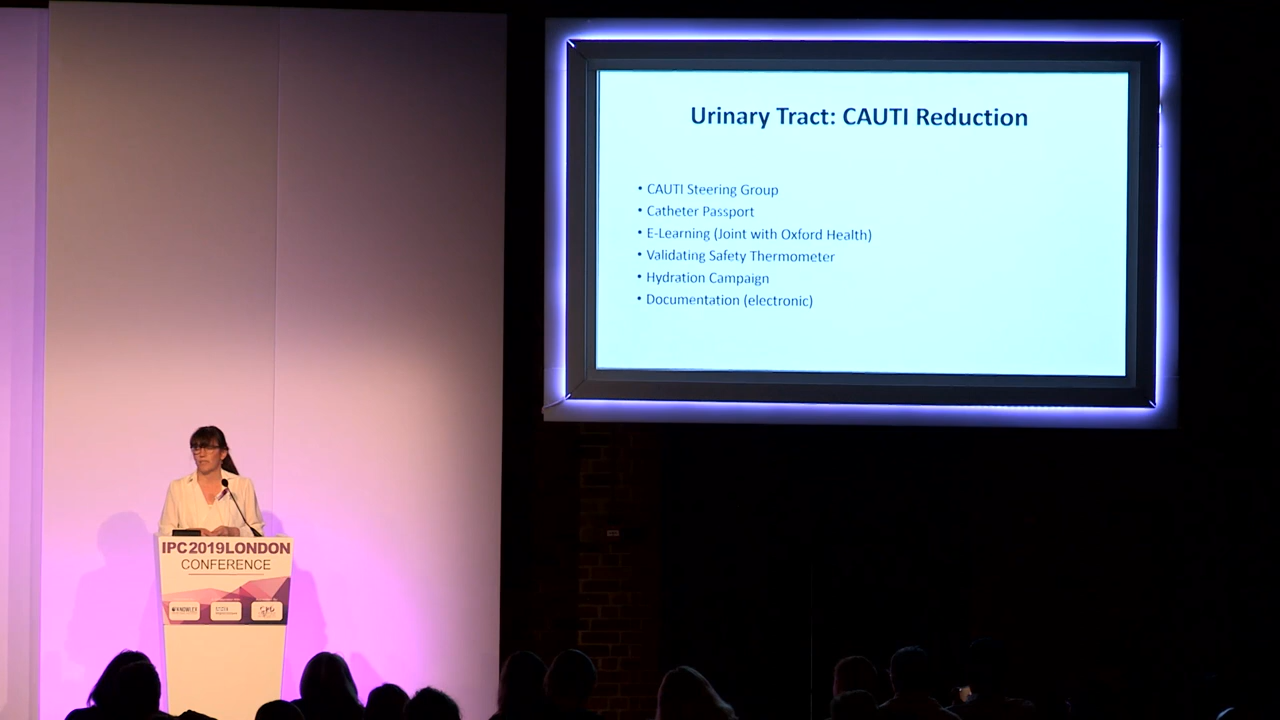 Urinary Tract: CAUTI Reduction
• CAUTI Steering Group
• Catheter Passport
• E-Learning (Joint with Oxford Health)
• Validating Safety Thermometer
• Hydration Campaign
• Documentation (electronic)
IPC2019LONDON
CONFERENCE
KNOWLEX